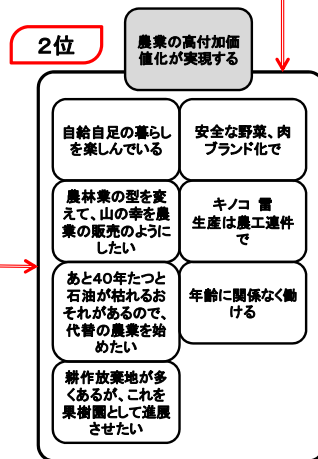 2位
農業の高付加価
値化が実現する
自給自足の暮らし
を楽しんでいる
安全な野菜、肉
ブランド化で
農林業の型を変
えて、山の幸を農
業の販売のように
したい
キノコ 雷
生産は農工連件
で
あと40年たつと
石油が枯れるお
それがあるので、
代替の農業を始
めたい
年齢に関係なく働
ける
耕作放棄地が多
くあるが、これを
果樹園として進展
させたい